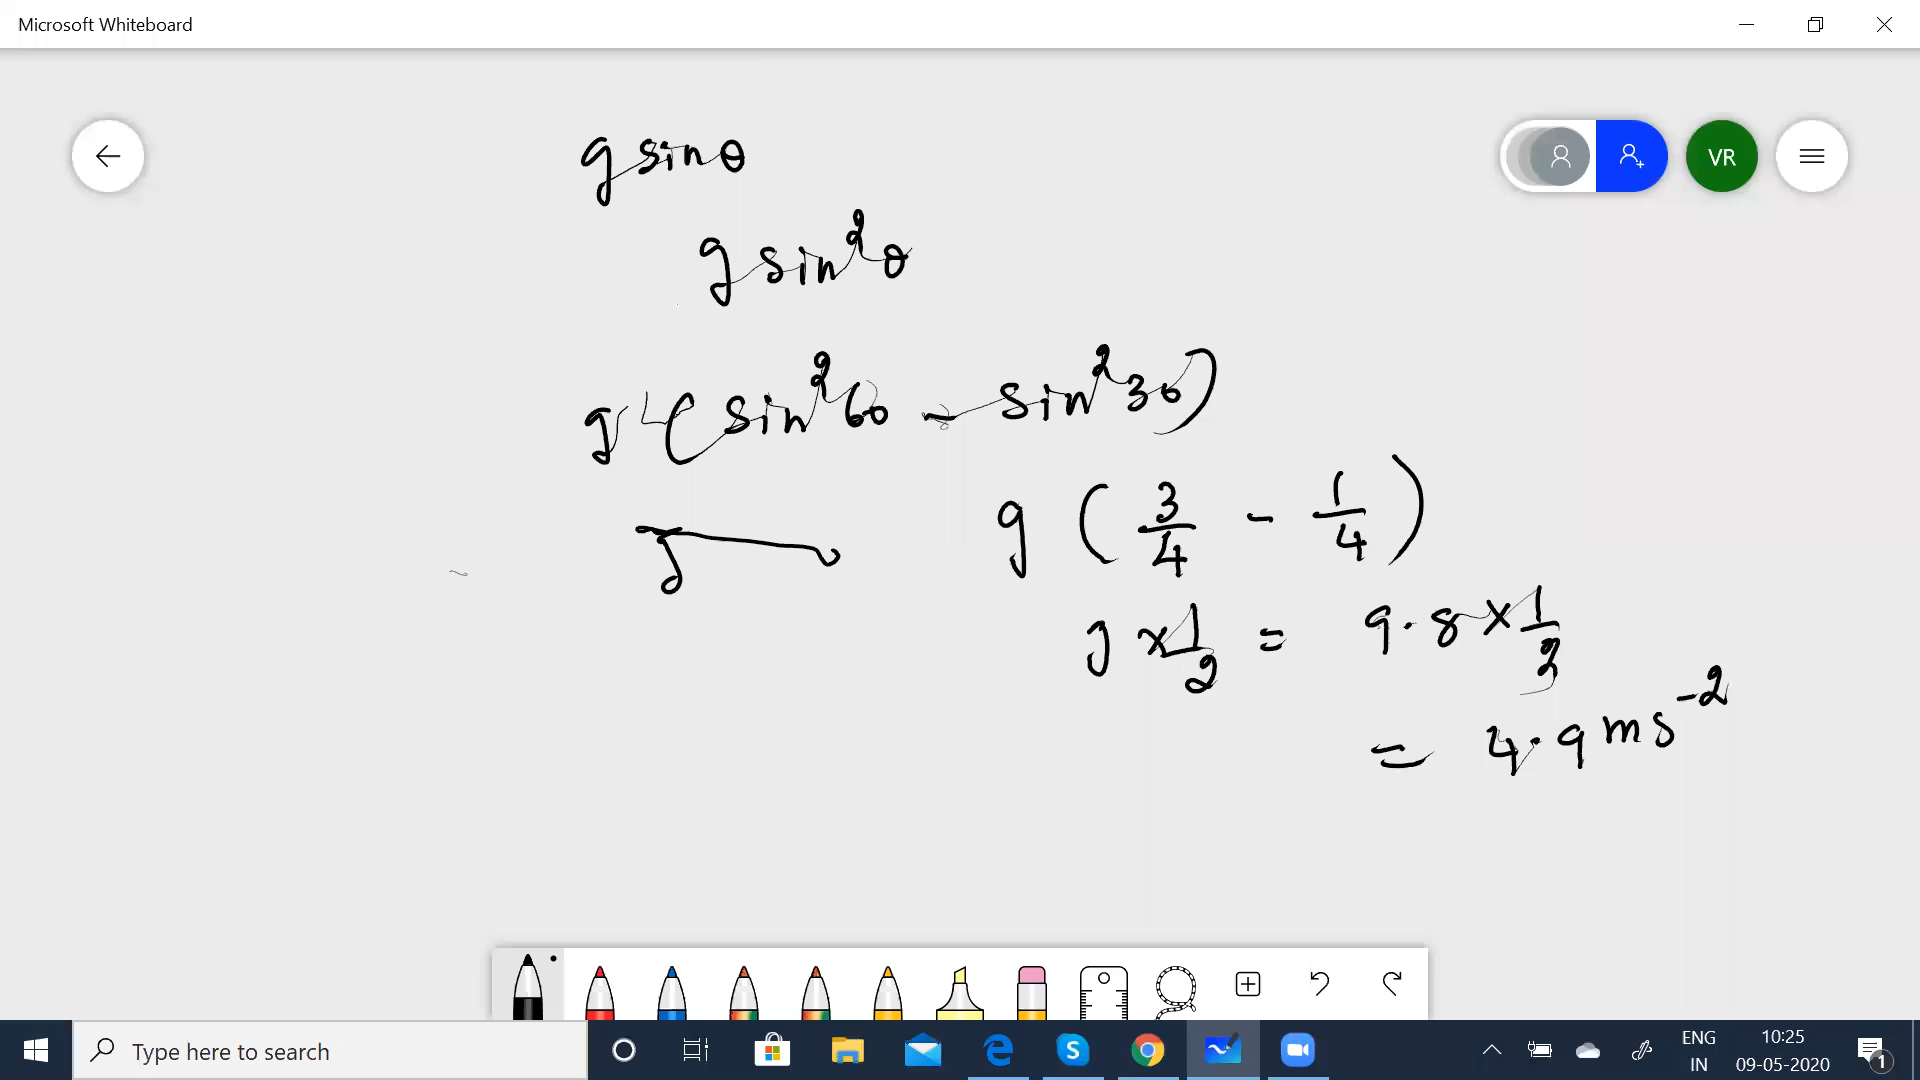 Microsoft Whiteboard
VR
g sinθ
g sin²θ
g (sin²60 - sin²30)
g (3/4 - 1/4)
g × 1/2 = 9.8 × 1/2
= 4.9 ms⁻²
Type here to search
ENG
IN
10:25
09-05-2020
1